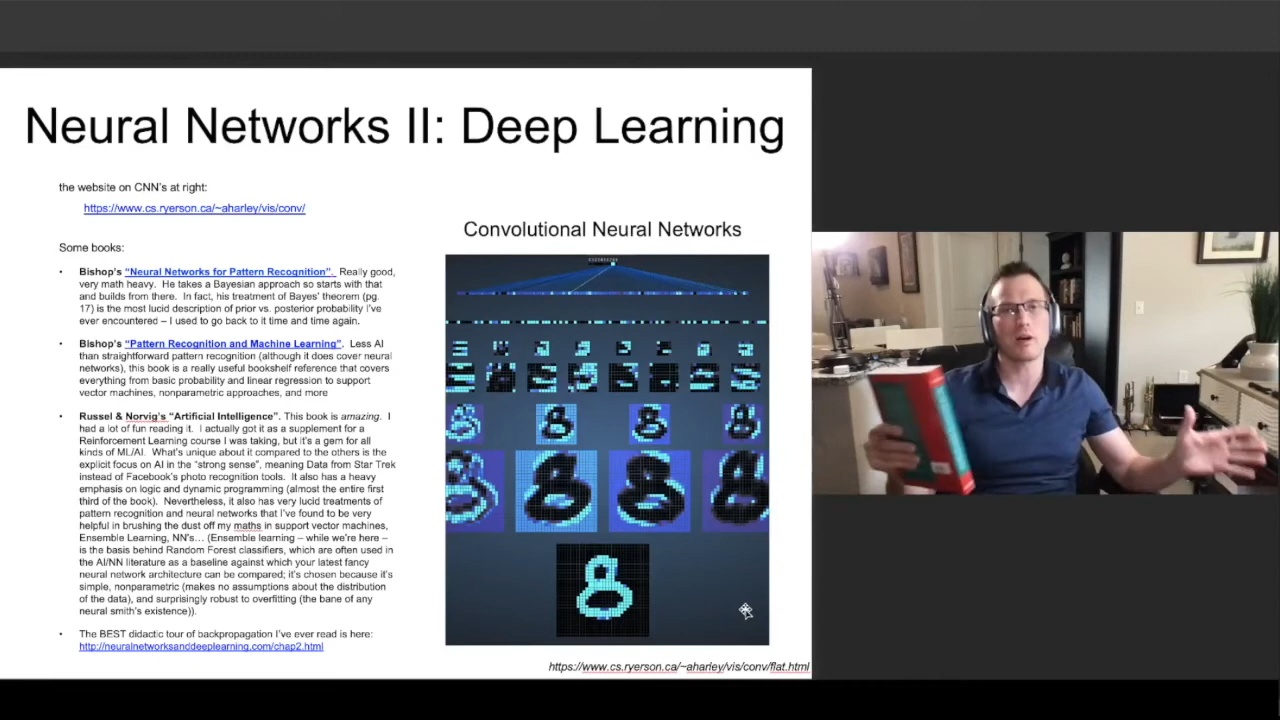 Neural Networks II: Deep Learning
the website on CNN's at right:
https://www.cs.ryerson.ca/~aharley/vis/conv/
Some books:
• Bishop's "Neural Networks for Pattern Recognition". Really good,
very math heavy. He takes a Bayesian approach so starts with that
and builds from there. In fact, his treatment of Bayes' theorem (pg.
17) is the most lucid description of prior vs. posterior probability I've
ever encountered – I used to go back to it time and time again.
• Bishop's "Pattern Recognition and Machine Learning". Less AI
than straightforward pattern recognition (although it does cover neural
networks), this book is a really useful bookshelf reference that covers
everything from basic probability and linear regression to support
vector machines, nonparametric approaches, and more
• Russel & Norvig's "Artificial Intelligence". This book is amazing. I
had a lot of fun reading it. I actually got it as a supplement for a
Reinforcement Learning course I was taking, but it's a gem for all
kinds of ML/AI. What's unique about it compared to the others is the
explicit focus on AI in the "strong sense", meaning Data from Star Trek
instead of Facebook's photo recognition tools. It also has a heavy
emphasis on logic and dynamic programming (almost the entire first
third of the book). Nevertheless, it also has very lucid treatments of
pattern recognition and neural networks that I've found to be very
helpful in brushing the dust off my maths in support vector machines,
Ensemble Learning, NN's... (Ensemble learning – while we're here –
is the basis behind Random Forest classifiers, which are often used in
the AI/NN literature as a baseline against which your latest fancy
neural network architecture can be compared; it's chosen because it's
simple, nonparametric (makes no assumptions about the distribution
of the data), and surprisingly robust to overfitting (the bane of any
neural smith's existence)).
• The BEST didactic tour of backpropagation I've ever read is here:
http://neuralnetworksanddeeplearning.com/chap2.html
Convolutional Neural Networks
8
https://www.cs.ryerson.ca/~aharley/vis/conv/flat.html